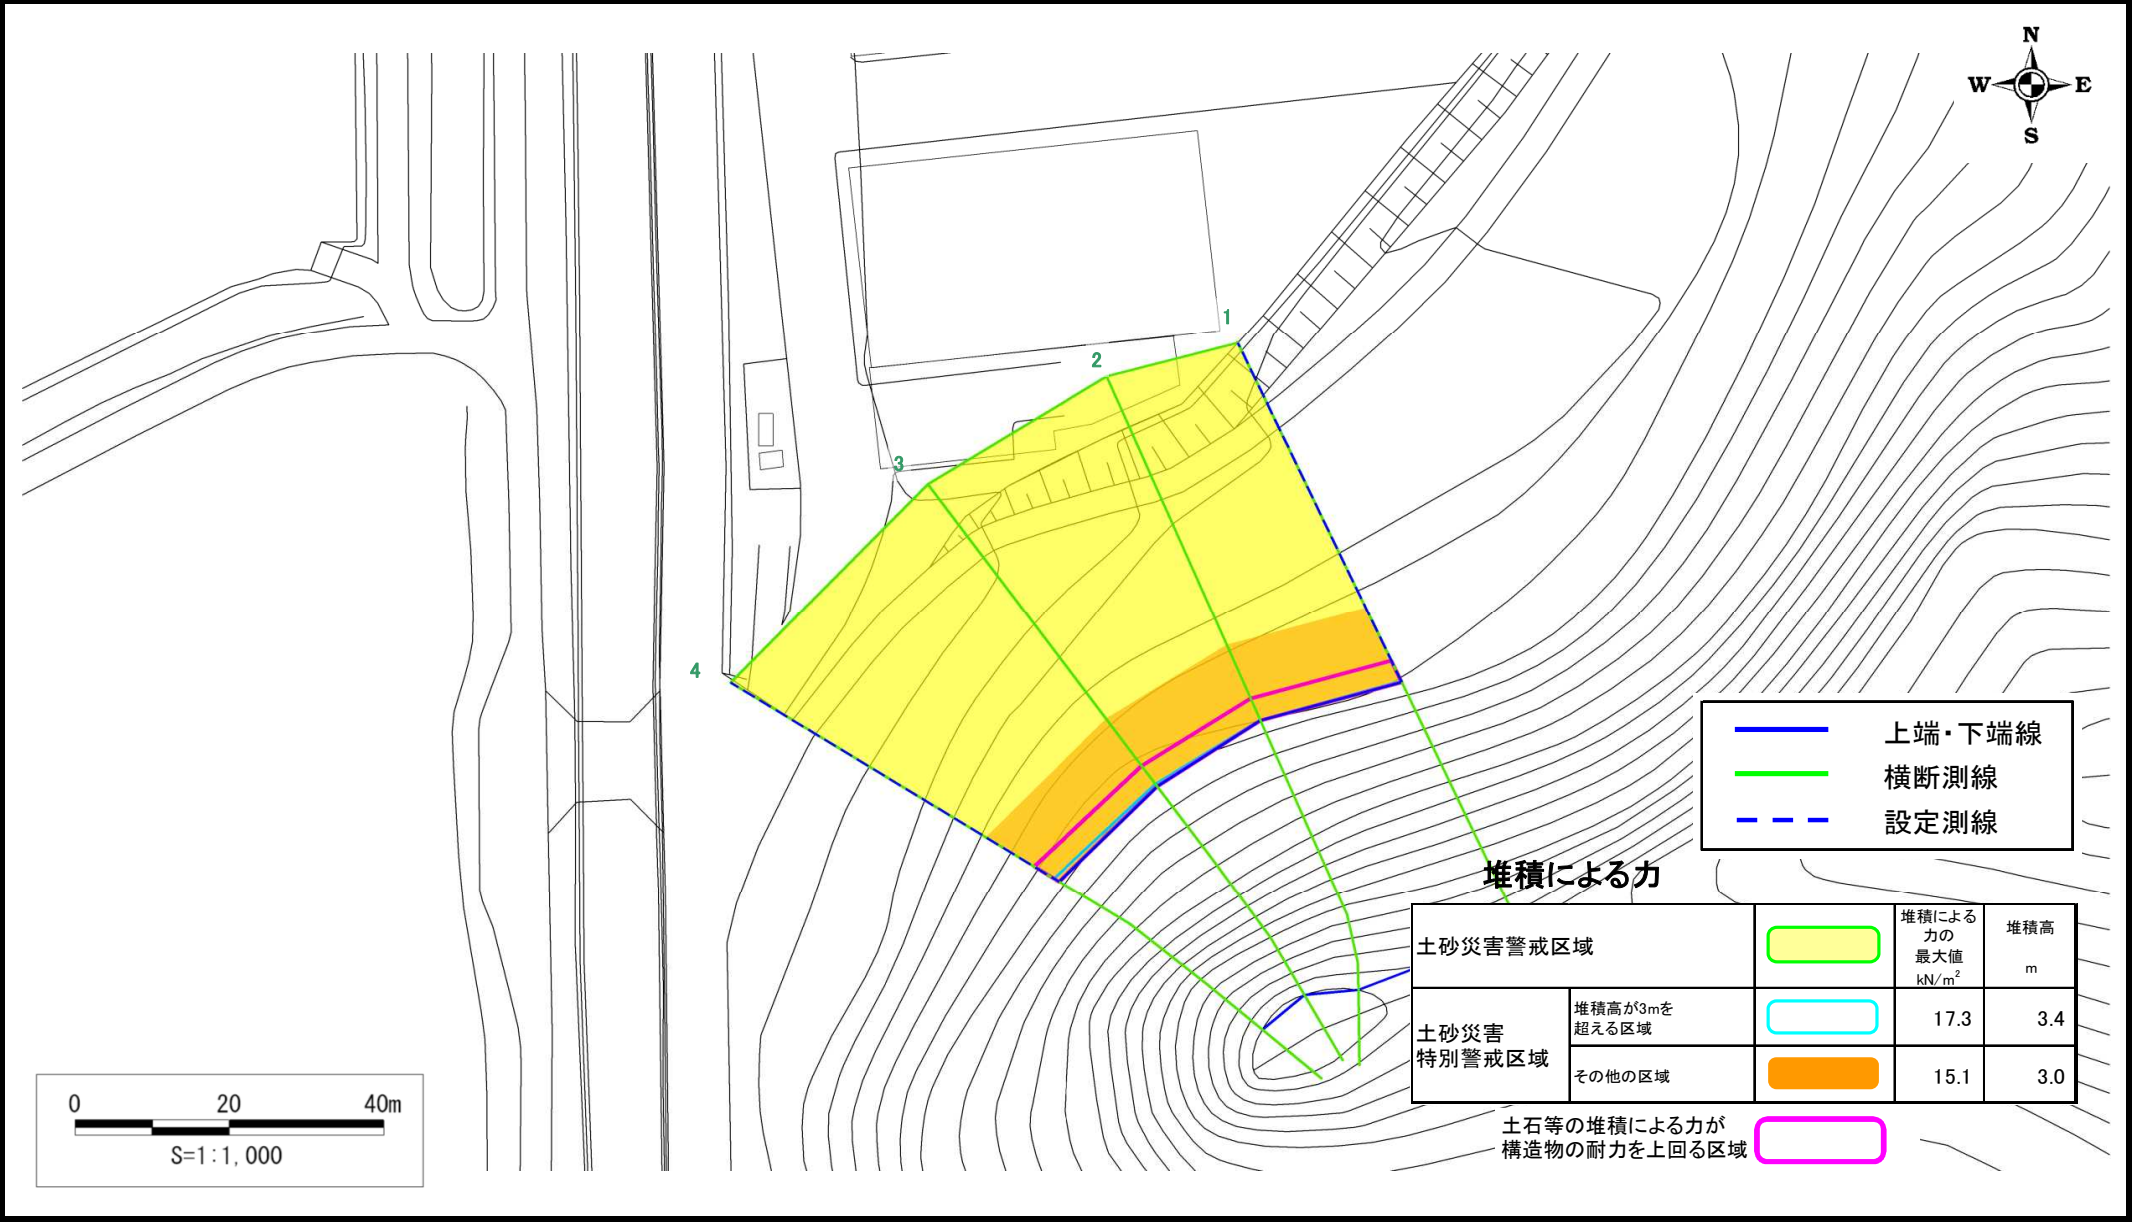 N
W E
S
1
2
3
4
上端・下端線
横断測線
設定測線
堆積による力
土砂災害警戒区域
堆積による
力の
最大値
kN/m²
堆積高
m
土砂災害
特別警戒区域
堆積高が3mを
超える区域
17.3 3.4
その他の区域
15.1 3.0
土石等の堆積による力が
構造物の耐力を上回る区域
0 20 40m
S=1:1,000